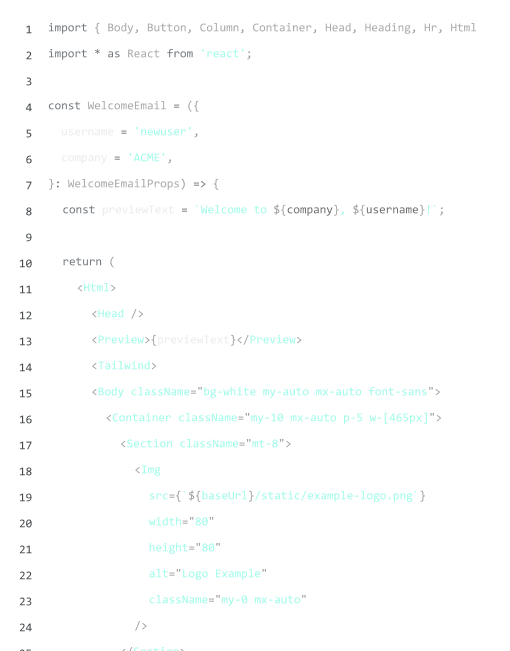 1 import { Body, Button, Column, Container, Head, Heading, Hr, Html
2 import * as React from 'react';
3
4 const WelcomeEmail = ({
5 username = 'newuser',
6 company = 'ACME',
7 }: WelcomeEmailProps) => {
8 const previewText = `Welcome to ${company}, ${username}!`;
9
10 return (
11 <Html>
12 <Head />
13 <Preview>{previewText}</Preview>
14 <Tailwind>
15 <Body className="bg-white my-auto mx-auto font-sans">
16 <Container className="my-10 mx-auto p-5 w-[465px]">
17 <Section className="mt-8">
18 <Img
19 src={`${baseUrl}/static/example-logo.png`}
20 width="80"
21 height="80"
22 alt="Logo Example"
23 className="my-0 mx-auto"
24 />
25 </Section>